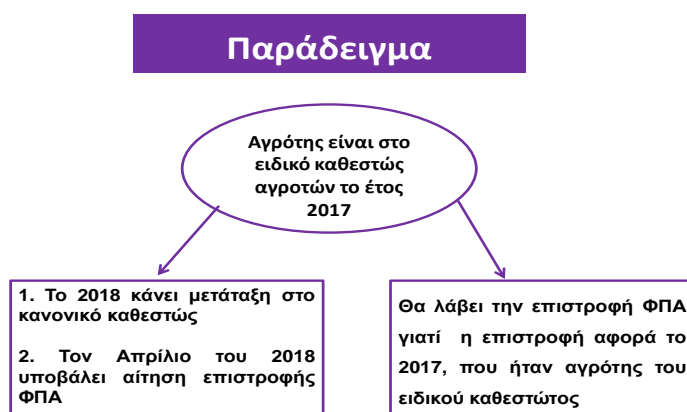 Παράδειγμα
Αγρότης είναι στο
ειδικό καθεστώς
αγροτών το έτος
2017
1. Το 2018 κάνει μετάταξη στο
κανονικό καθεστώς
2. Τον Απρίλιο του 2018
υποβάλει αίτηση επιστροφής
ΦΠΑ
Θα λάβει την επιστροφή ΦΠΑ
γιατί η επιστροφή αφορά το
2017, που ήταν αγρότης του
ειδικού καθεστώτος